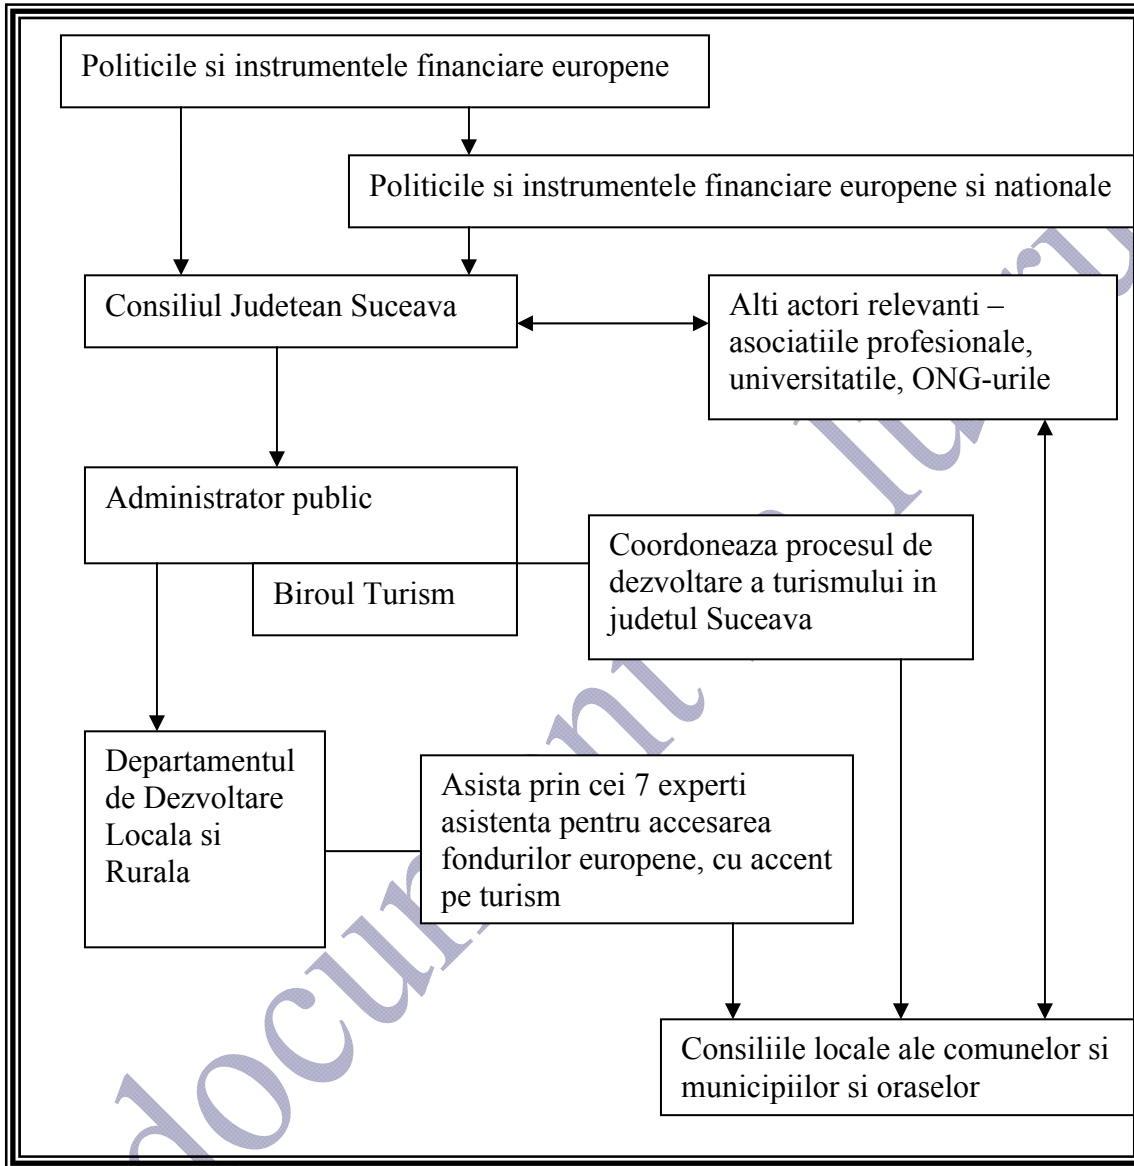 Politicile si instrumentele financiare europene
Politicile si instrumentele financiare europene si nationale
Consiliul Judetean Suceava
Alti actori relevanti –
asociatiile profesionale,
universitatile, ONG-urile
Administrator public
Biroul Turism
Coordoneaza procesul de
dezvoltare a turismului in
judetul Suceava
Departamentul
de Dezvoltare
Locala si
Rurala
Asista prin cei 7 experti
asistenta pentru accesarea
fondurilor europene, cu accent
pe turism
Consiliile locale ale comunelor si
municipiilor si oraselor
document